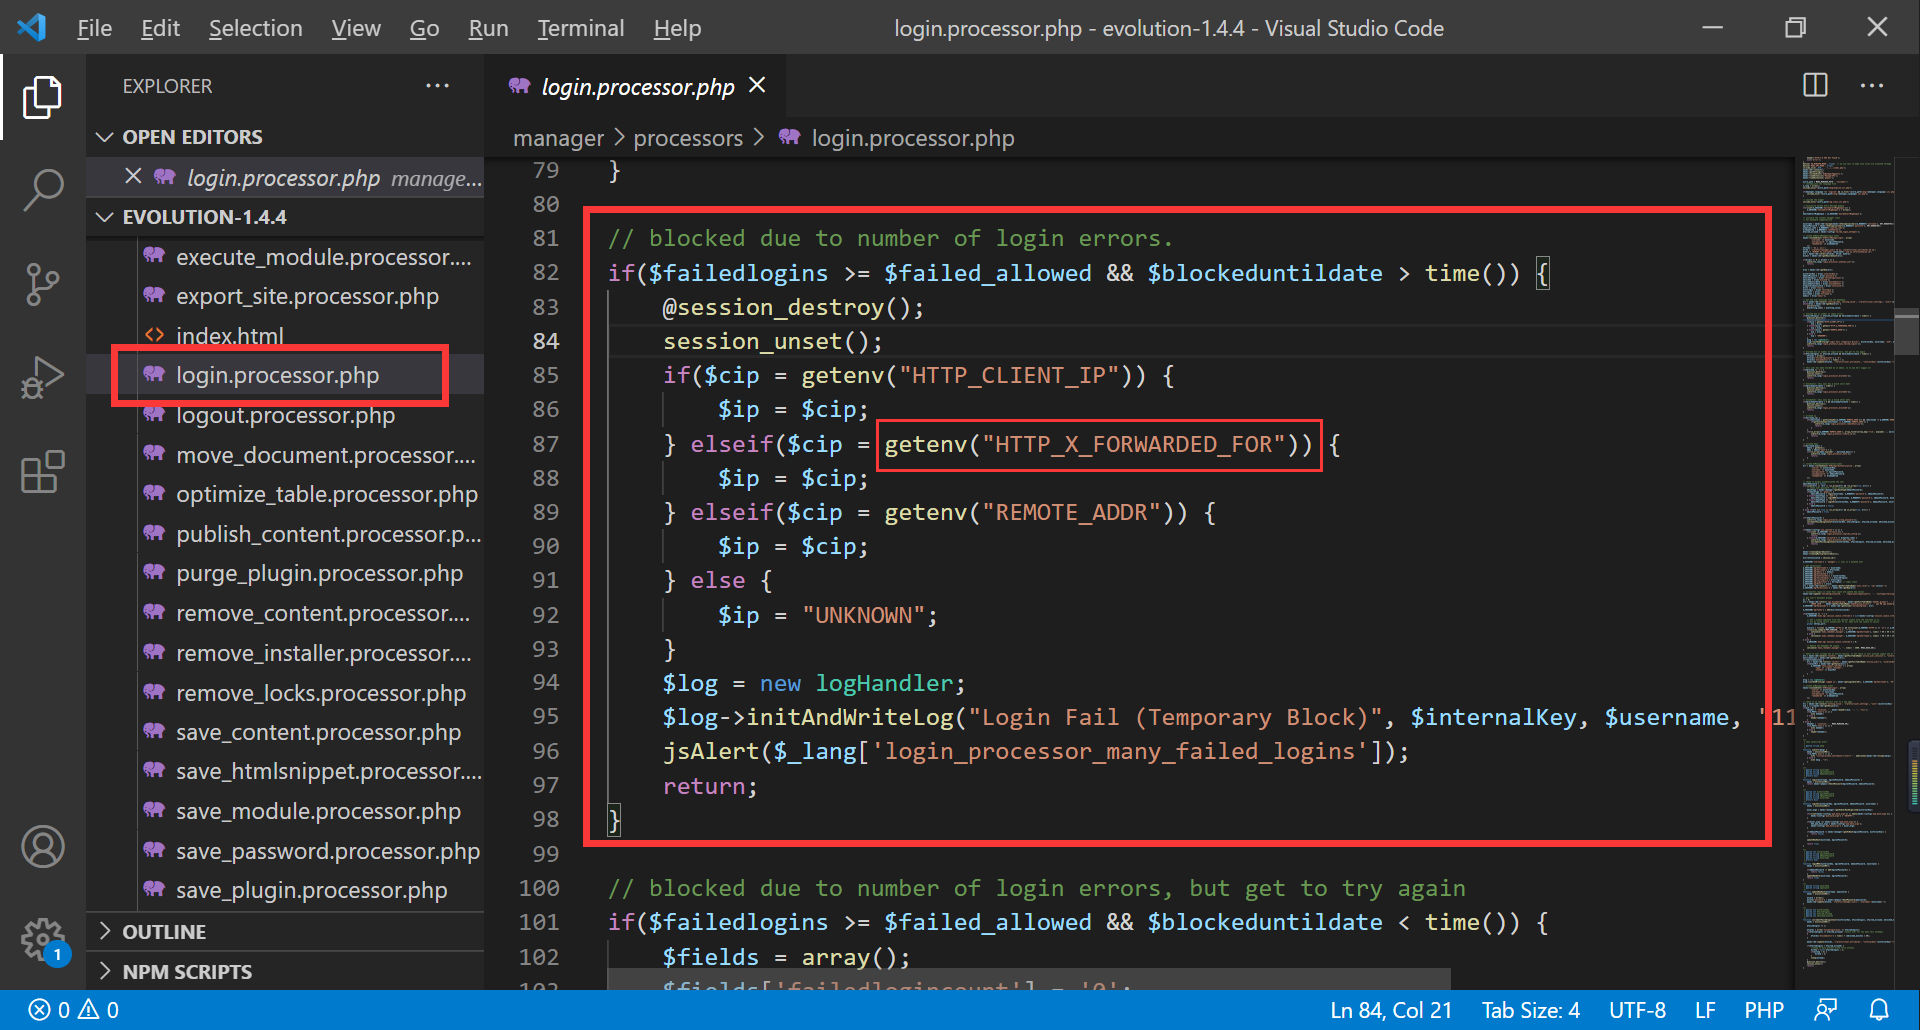 File Edit Selection View Go Run Terminal Help login.processor.php - evolution-1.4.4 - Visual Studio Code
EXPLORER
OPEN EDITORS
login.processor.php manage...
EVOLUTION-1.4.4
execute_module.processor....
export_site.processor.php
index.html
login.processor.php
logout.processor.php
move_document.processor....
optimize_table.processor.php
publish_content.processor.p...
purge_plugin.processor.php
remove_content.processor....
remove_installer.processor....
remove_locks.processor.php
save_content.processor.php
save_htmlsnippet.processor....
save_module.processor.php
save_password.processor.php
save_plugin.processor.php
OUTLINE
NPM SCRIPTS
1
login.processor.php
manager > processors > login.processor.php
79 }
80
81 // blocked due to number of login errors.
82 if($failedlogins >= $failed_allowed && $blockeduntildate > time()) {
83 @session_destroy();
84 session_unset();
85 if($cip = getenv("HTTP_CLIENT_IP")) {
86 $ip = $cip;
87 } elseif($cip = getenv("HTTP_X_FORWARDED_FOR")) {
88 $ip = $cip;
89 } elseif($cip = getenv("REMOTE_ADDR")) {
90 $ip = $cip;
91 } else {
92 $ip = "UNKNOWN";
93 }
94 $log = new logHandler;
95 $log->initAndWriteLog("Login Fail (Temporary Block)", $internalKey, $username, "11
96 jsAlert($_lang['login_processor_many_failed_logins']);
97 return;
98 }
99
100 // blocked due to number of login errors, but get to try again
101 if($failedlogins >= $failed_allowed && $blockeduntildate < time()) {
102 $fields = array();
103 $fields['failedlogincount'] = '0';
0 0 Ln 84, Col 21 Tab Size: 4 UTF-8 LF PHP